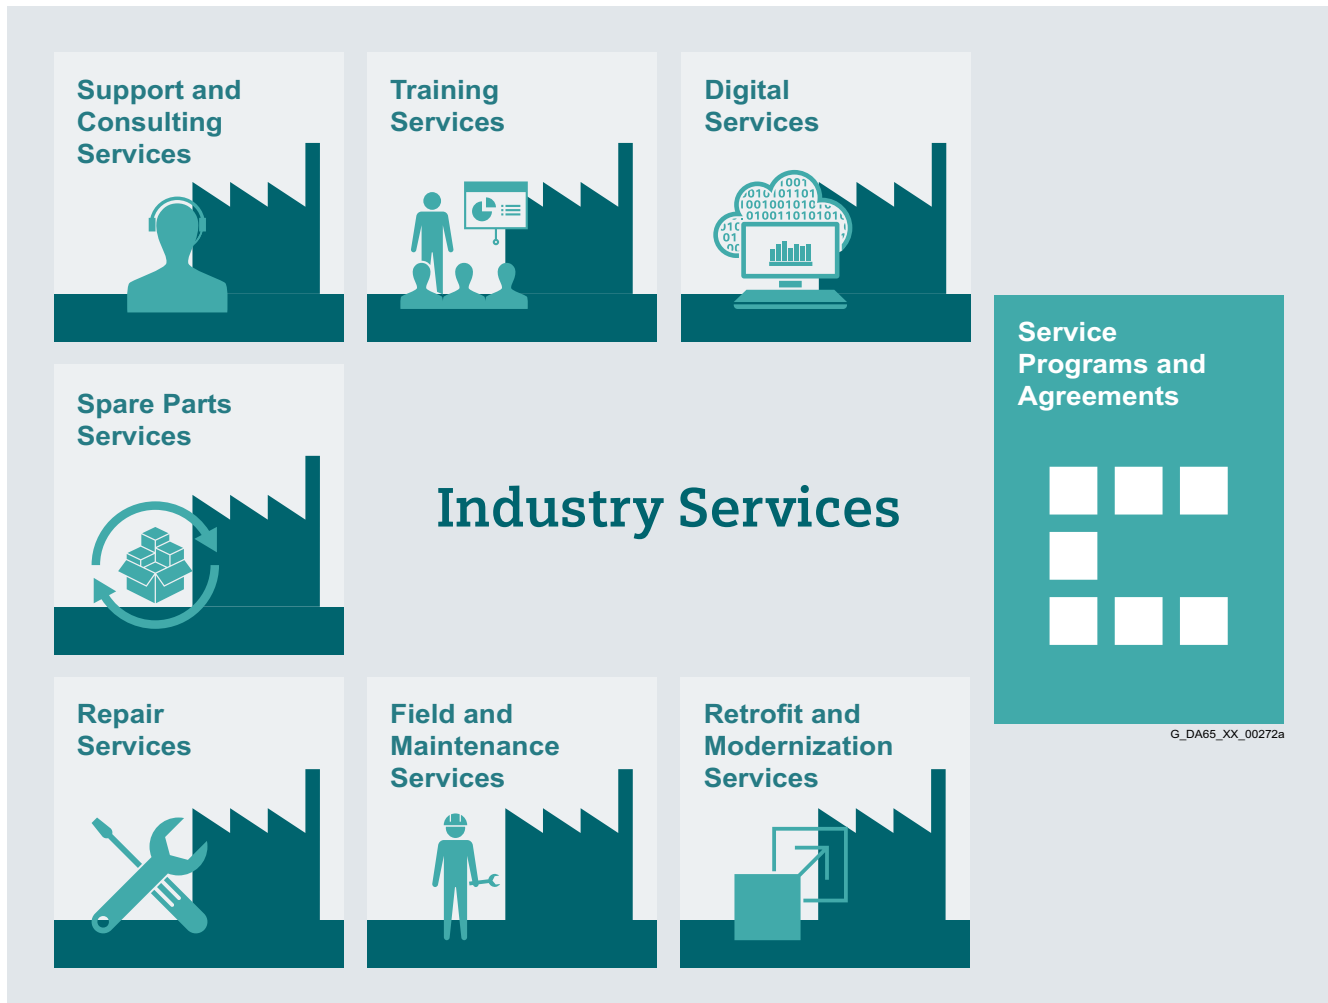 Support and
Consulting
Services
Training
Services
Digital
Services
Service
Programs and
Agreements
Spare Parts
Services
Industry Services
Repair
Services
Field and
Maintenance
Services
Retrofit and
Modernization
Services
G_DA65_XX_00272a